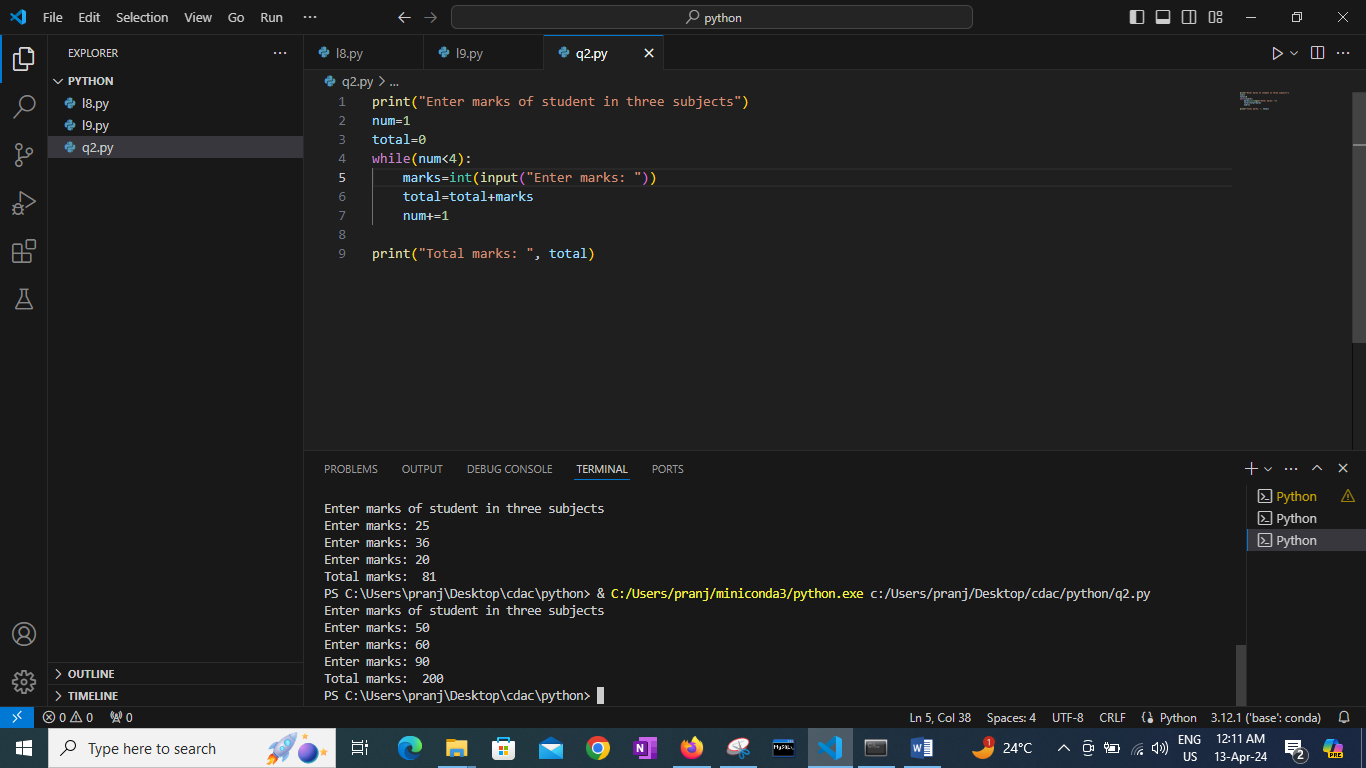 File Edit Selection View Go Run ··· python
EXPLORER ···
PYTHON
l8.py
l9.py
q2.py
OUTLINE
TIMELINE
l8.py l9.py q2.py
q2.py > ...
1 print("Enter marks of student in three subjects")
2 num=1
3 total=0
4 while(num<4):
5 marks=int(input("Enter marks: "))
6 total=total+marks
7 num+=1
8
9 print("Total marks: ", total)
PROBLEMS OUTPUT DEBUG CONSOLE TERMINAL PORTS
Enter marks of student in three subjects
Enter marks: 25
Enter marks: 36
Enter marks: 20
Total marks:  81
PS C:\Users\pranj\Desktop\cdac\python> & C:/Users/pranj/miniconda3/python.exe c:/Users/pranj/Desktop/cdac/python/q2.py
Enter marks of student in three subjects
Enter marks: 50
Enter marks: 60
Enter marks: 90
Total marks:  200
PS C:\Users\pranj\Desktop\cdac\python>
Python
Python
Python
0 0 0 Ln 5, Col 38 Spaces: 4 UTF-8 CRLF Python 3.12.1 ('base': conda)
Type here to search MySQL 1 24°C ENG 12:11 AM 2 PRE
US 13-Apr-24